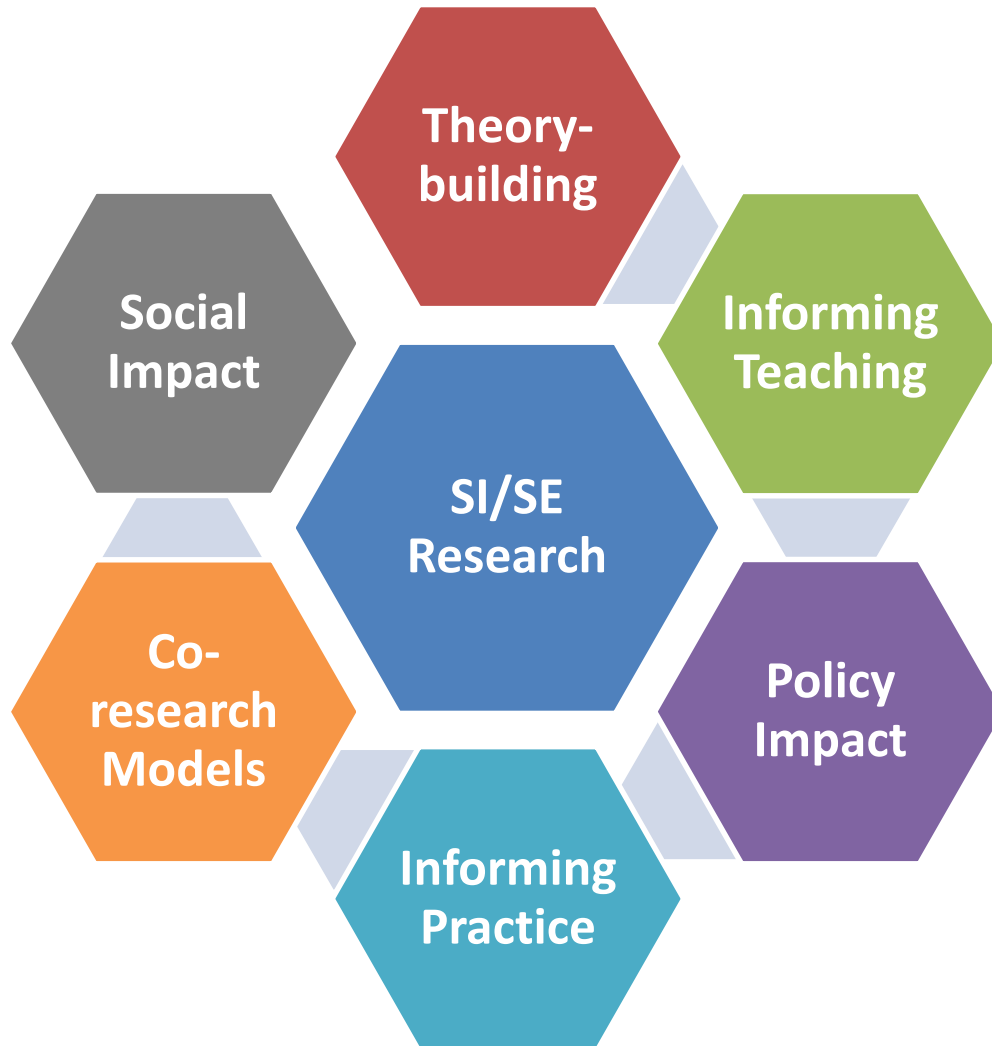 Theory-
building
Social
Impact
Informing
Teaching
SI/SE
Research
Co-
research
Models
Policy
Impact
Informing
Practice